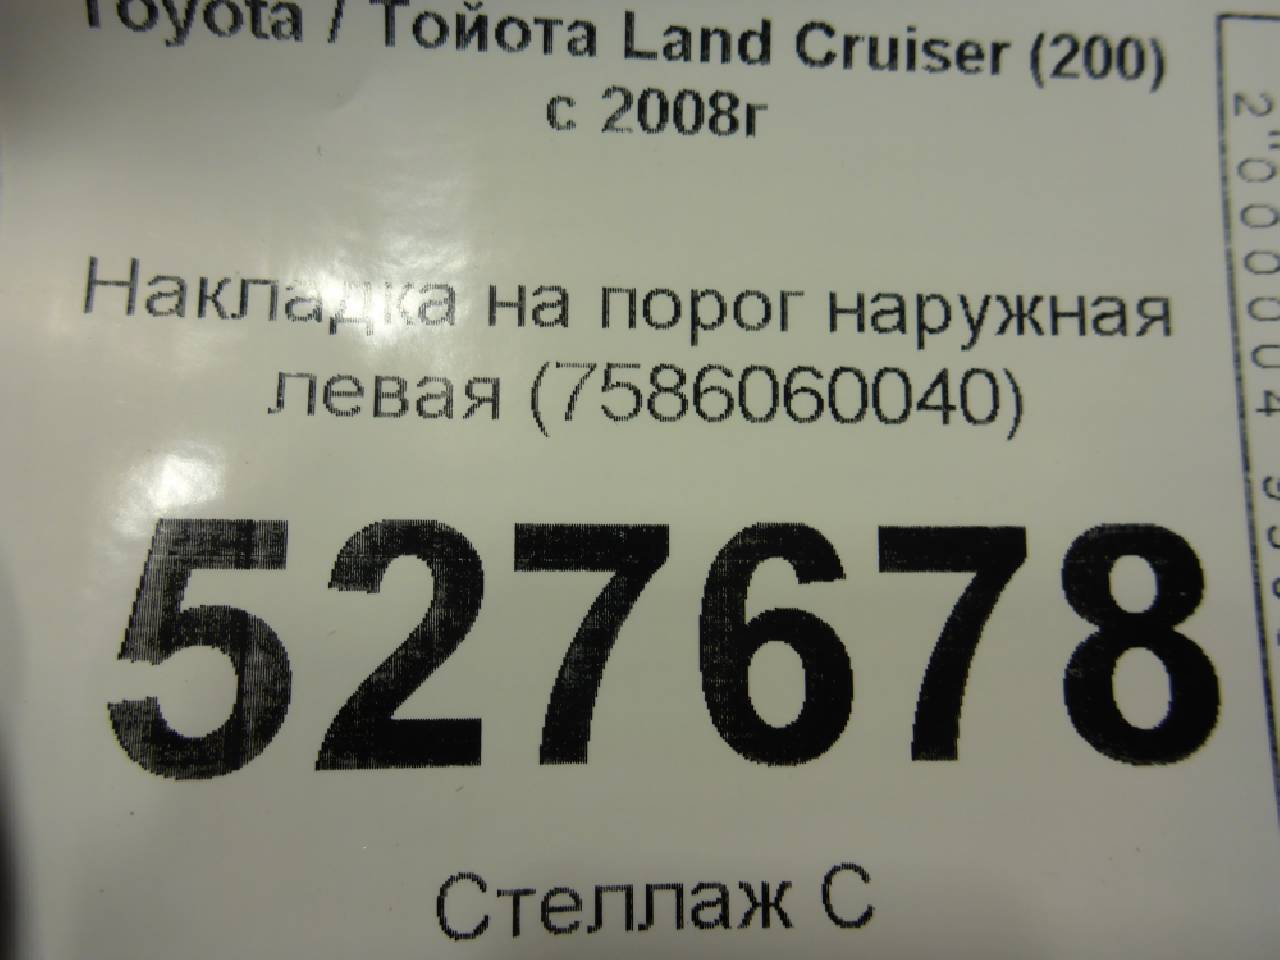 Toyota / Тойота Land Cruiser (200)
с 2008г
Накладка на порог наружная
левая (7586060040)
527678
Стеллаж С